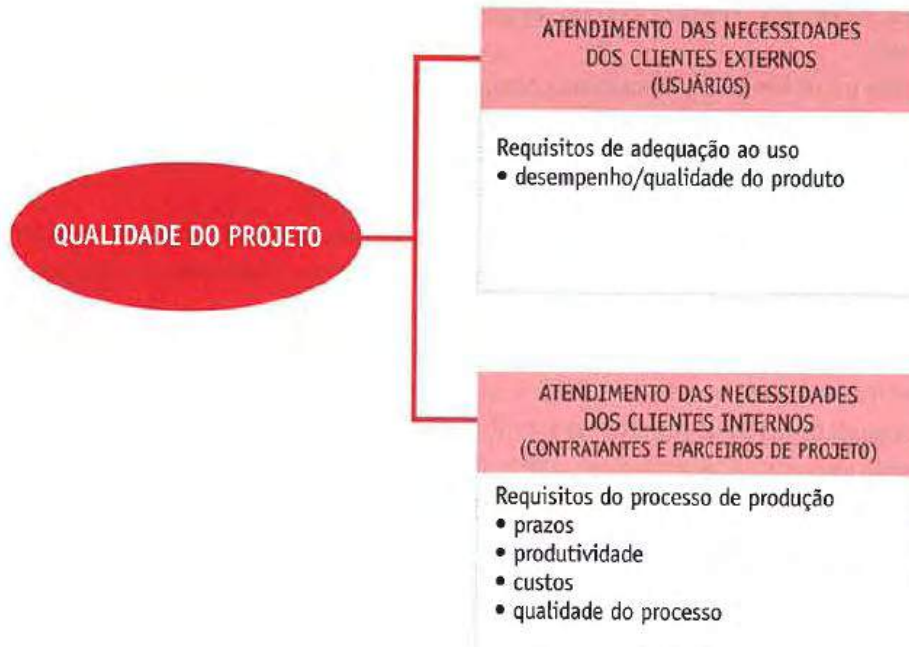 QUALIDADE DO PROJETO
ATENDIMENTO DAS NECESSIDADES
DOS CLIENTES EXTERNOS
(USUÁRIOS)
Requisitos de adequação ao uso
• desempenho/qualidade do produto
ATENDIMENTO DAS NECESSIDADES
DOS CLIENTES INTERNOS
(CONTRATANTES E PARCEIROS DE PROJETO)
Requisitos do processo de produção
• prazos
• produtividade
• custos
• qualidade do processo